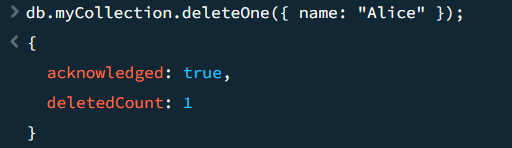 > db.myCollection.deleteOne({ name: "Alice" });
< {
acknowledged: true,
deletedCount: 1
}